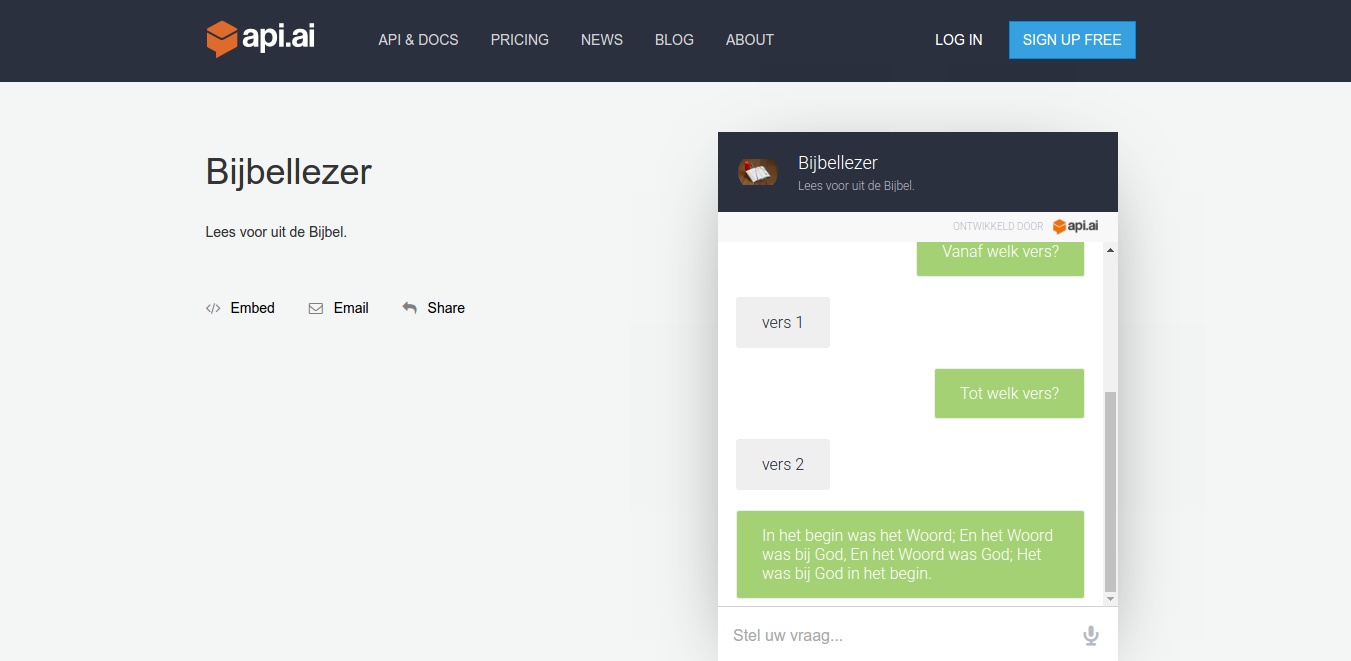 api.ai
API & DOCS PRICING NEWS BLOG ABOUT LOG IN SIGN UP FREE
Bijbellezer
Lees voor uit de Bijbel.
Embed Email Share
Bijbellezer
Lees voor uit de Bijbel.
ONTWIKKELD DOOR api.ai
Vanaf welk vers?
vers 1
Tot welk vers?
vers 2
In het begin was het Woord; En het Woord
was bij God, En het Woord was God; Het
was bij God in het begin.
Stel uw vraag...